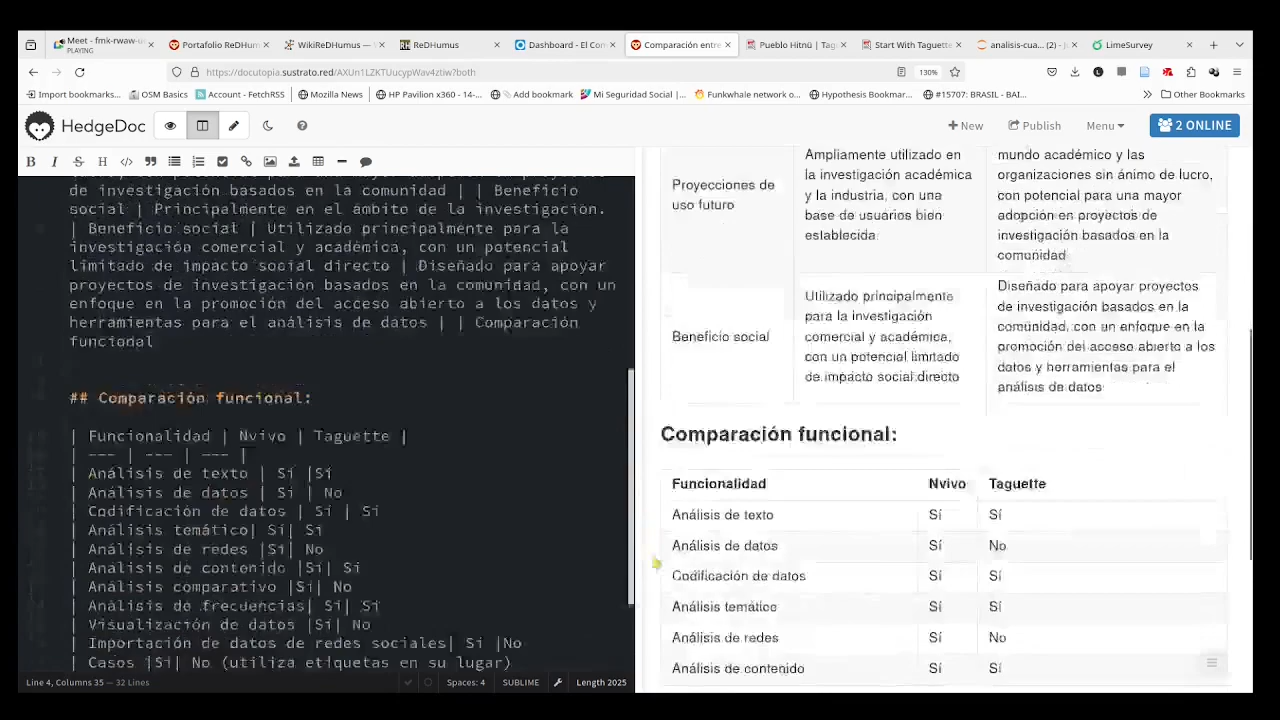 Meet - fmk-rwaw-u
PLAYING
Portafolio ReDHum
WikiReDHumus — V
ReDHumus
Dashboard - El Con
Comparación entre
Pueblo Hitnü | Tag
Start With Taguette
analisis-cua... (2) - J
LimeSurvey
https://docutopia.sustrato.red/AXUn1LZKTUucypWav4ztiw?both
130%
Import bookmarks...
OSM Basics
Account - FetchRSS
Mozilla News
HP Pavilion x360 - 14-...
Add bookmark
Mi Seguridad Social |...
Funkwhale network o...
Hypothesis Bookmar...
#15707: BRASIL - BAI...
Other Bookmarks
HedgeDoc
+ New
Publish
Menu
2 ONLINE
de investigación basados en la comunidad | | Beneficio
social | Principalmente en el ámbito de la investigación.
| Beneficio social | Utilizado principalmente para la
investigación comercial y académica, con un potencial
limitado de impacto social directo | Diseñado para apoyar
proyectos de investigación basados en la comunidad, con un
enfoque en la promoción del acceso abierto a los datos y
herramientas para el análisis de datos | | Comparación
funcional
## Comparación funcional:
| Funcionalidad | Nvivo | Taguette |
| --- | --- | --- |
| Análisis de texto | Sí |Sí
| Análisis de datos | Sí | No
| Codificación de datos | Sí | Sí
| Análisis temático| Sí| Sí
| Análisis de redes |Sí| No
| Análisis de contenido |Sí| Sí
| Análisis comparativo |Sí| No
| Análisis de frecuencias| Sí| Sí
| Visualización de datos |Sí| No
| Importación de datos de redes sociales| Sí |No
| Casos |Sí| No (utiliza etiquetas en su lugar)
Line 4, Columns 35 — 32 Lines
Spaces: 4
SUBLIME
Length 2025
Proyecciones de
uso futuro
Ampliamente utilizado en
la investigación académica
y la industria, con una
base de usuarios bien
establecida
mundo académico y las
organizaciones sin ánimo de lucro,
con potencial para una mayor
adopción en proyectos de
investigación basados en la
comunidad
Beneficio social
Utilizado principalmente
para la investigación
comercial y académica,
con un potencial limitado
de impacto social directo
Diseñado para apoyar proyectos
de investigación basados en la
comunidad, con un enfoque en la
promoción del acceso abierto a los
datos y herramientas para el
análisis de datos
Comparación funcional:
Funcionalidad Nvivo Taguette
Análisis de texto Sí Sí
Análisis de datos Sí No
Codificación de datos Sí Sí
Análisis temático Sí Sí
Análisis de redes Sí No
Análisis de contenido Sí Sí